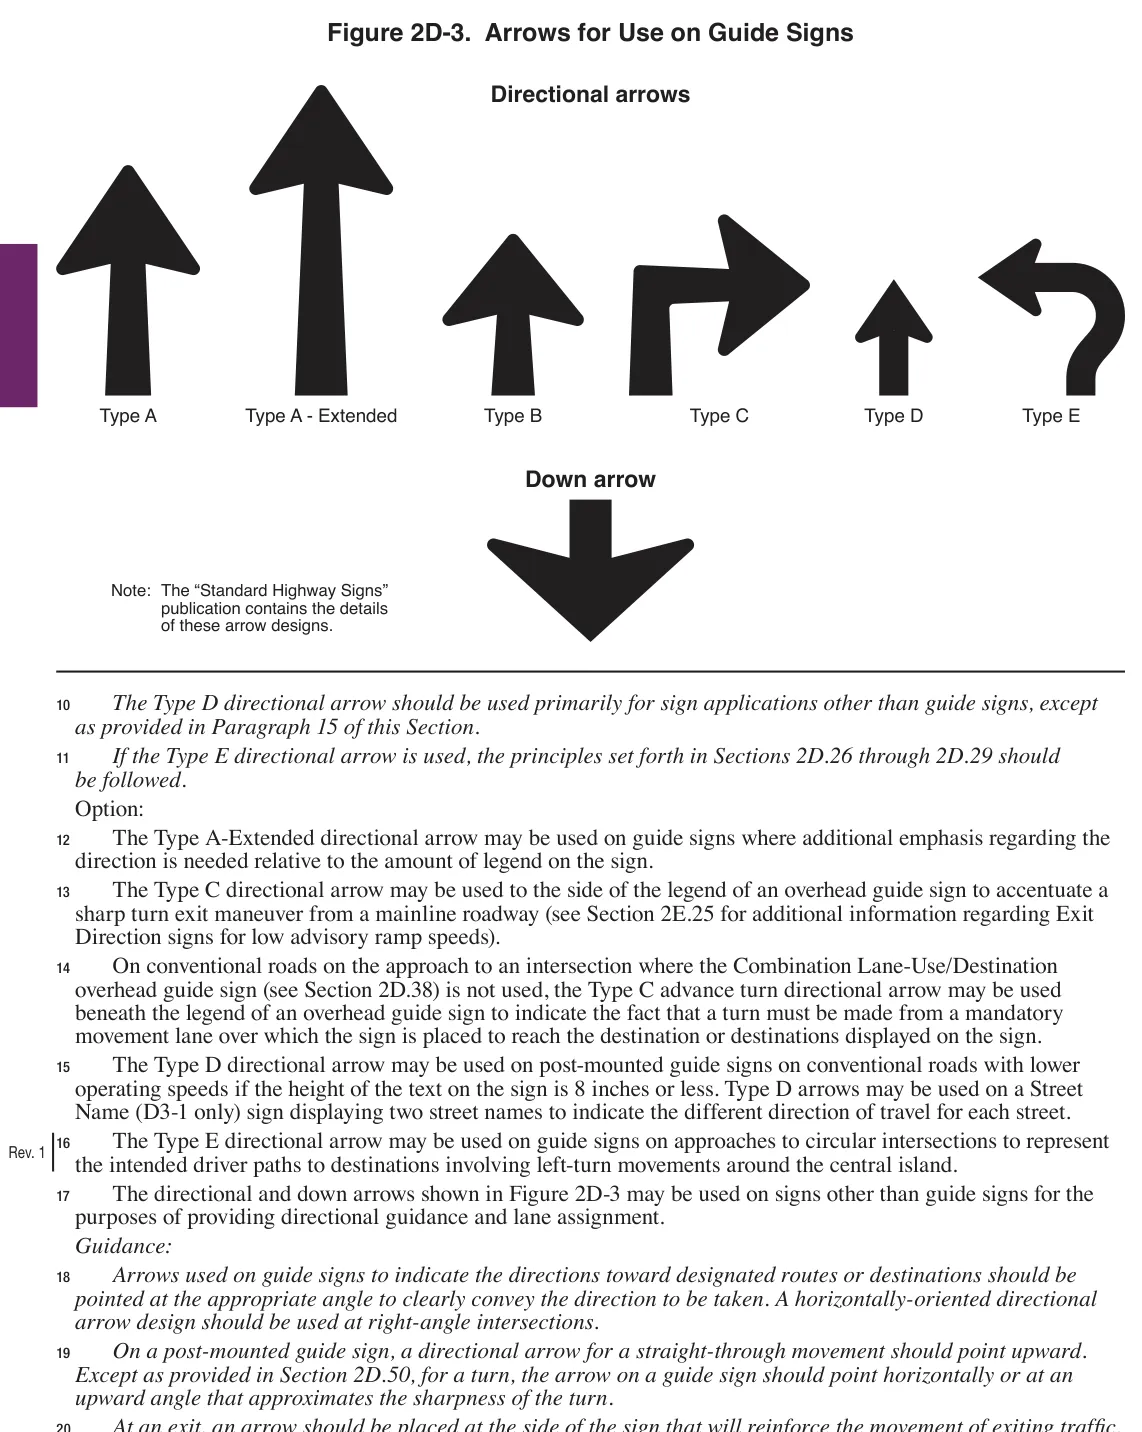 Figure 2D-3. Arrows for Use on Guide Signs
Directional arrows
Type A
Type A - Extended
Type B
Type C
Type D
Type E
Down arrow
Note: The “Standard Highway Signs”
publication contains the details
of these arrow designs.
10 The Type D directional arrow should be used primarily for sign applications other than guide signs, except
as provided in Paragraph 15 of this Section.
11 If the Type E directional arrow is used, the principles set forth in Sections 2D.26 through 2D.29 should
be followed.
Option:
12 The Type A-Extended directional arrow may be used on guide signs where additional emphasis regarding the
direction is needed relative to the amount of legend on the sign.
13 The Type C directional arrow may be used to the side of the legend of an overhead guide sign to accentuate a
sharp turn exit maneuver from a mainline roadway (see Section 2E.25 for additional information regarding Exit
Direction signs for low advisory ramp speeds).
14 On conventional roads on the approach to an intersection where the Combination Lane-Use/Destination
overhead guide sign (see Section 2D.38) is not used, the Type C advance turn directional arrow may be used
beneath the legend of an overhead guide sign to indicate the fact that a turn must be made from a mandatory
movement lane over which the sign is placed to reach the destination or destinations displayed on the sign.
15 The Type D directional arrow may be used on post-mounted guide signs on conventional roads with lower
operating speeds if the height of the text on the sign is 8 inches or less. Type D arrows may be used on a Street
Name (D3-1 only) sign displaying two street names to indicate the different direction of travel for each street.
Rev. 1
16 The Type E directional arrow may be used on guide signs on approaches to circular intersections to represent
the intended driver paths to destinations involving left-turn movements around the central island.
17 The directional and down arrows shown in Figure 2D-3 may be used on signs other than guide signs for the
purposes of providing directional guidance and lane assignment.
Guidance:
18 Arrows used on guide signs to indicate the directions toward designated routes or destinations should be
pointed at the appropriate angle to clearly convey the direction to be taken. A horizontally-oriented directional
arrow design should be used at right-angle intersections.
19 On a post-mounted guide sign, a directional arrow for a straight-through movement should point upward.
Except as provided in Section 2D.50, for a turn, the arrow on a guide sign should point horizontally or at an
upward angle that approximates the sharpness of the turn.
20 At an exit, an arrow should be placed at the side of the sign that will reinforce the movement of exiting traffic.